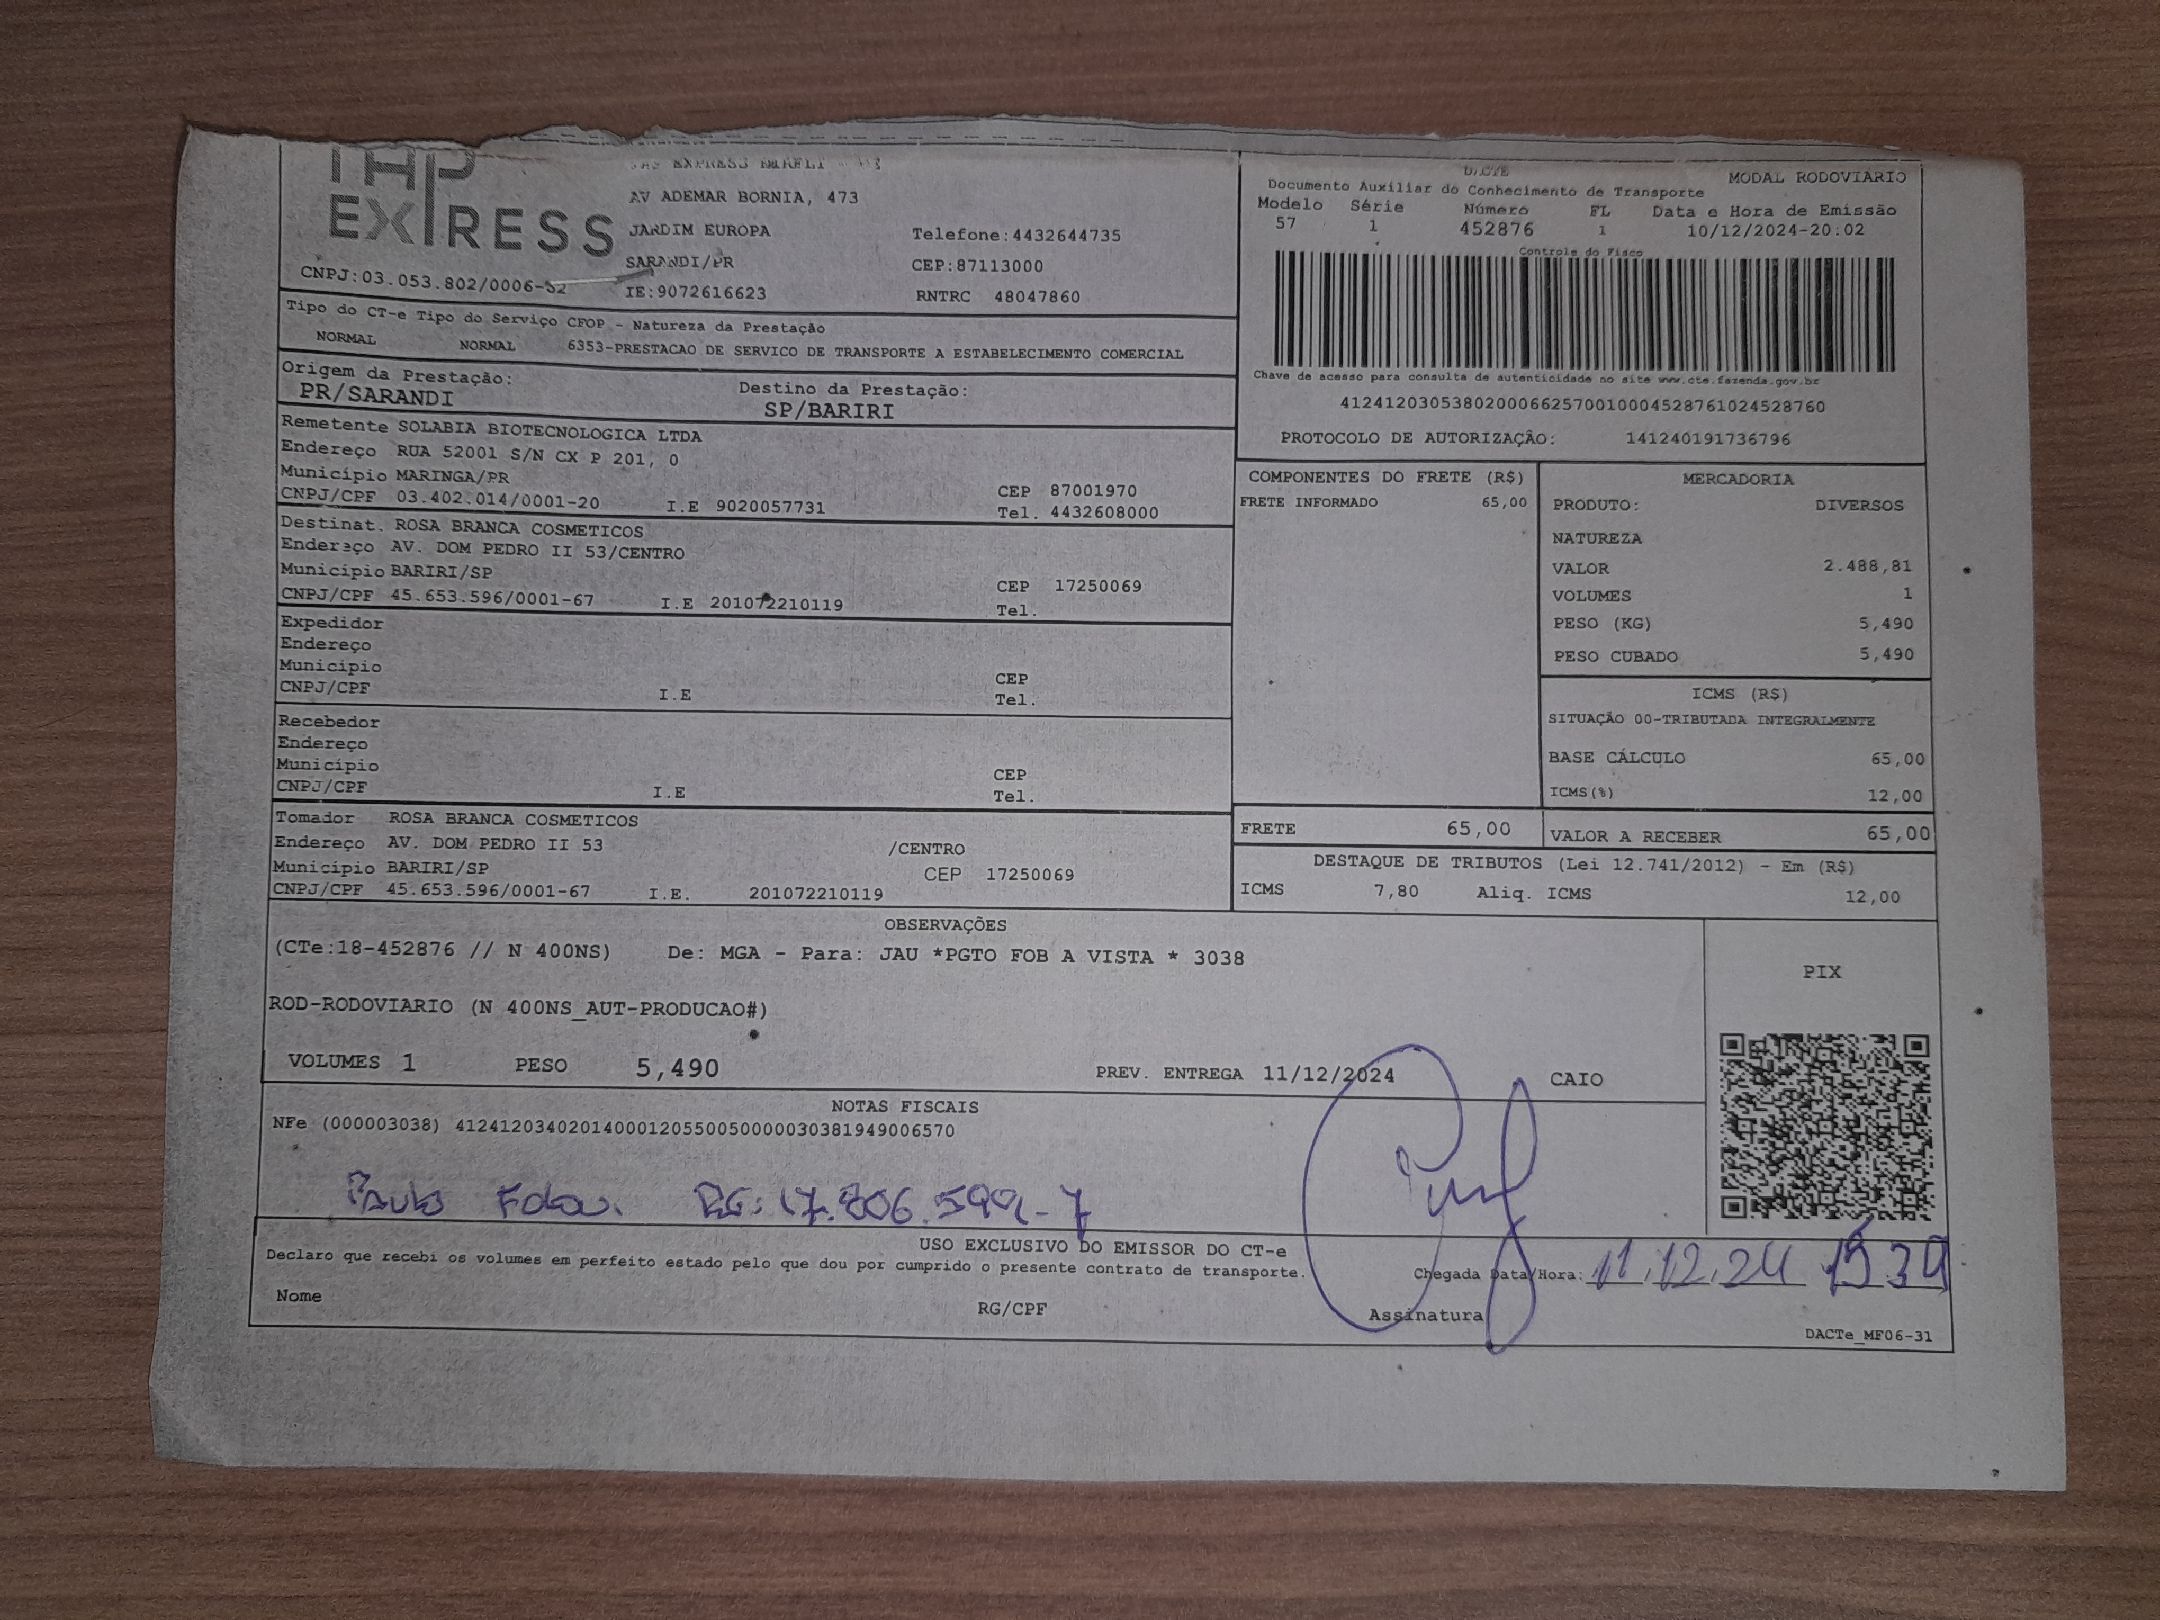 EXPRESS
AV ADEMAR BORNIA, 473
JARDIM EUROPA Telefone:4432644735
SARANDI/PR CEP:87113000
CNPJ:03.053.802/0006-
IE:9072616623 RNTRC 48047860
DACTE MODAL RODOVIARIO
Documento Auxiliar do Conhecimento de Transporte
Modelo Série Número FL Data e Hora de Emissão
57 1 452876 1 10/12/2024-20:02
Controle do Fisco
Chave de acesso para consulta de autenticidade no site www.cte.fazenda.gov.br
41241203053802000662570010004528761024528760
PROTOCOLO DE AUTORIZAÇÃO: 141240191736796
Tipo do CT-e Tipo do Serviço CFOP - Natureza da Prestação
NORMAL NORMAL 6353-PRESTACAO DE SERVICO DE TRANSPORTE A ESTABELECIMENTO COMERCIAL
Origem da Prestação: Destino da Prestação:
PR/SARANDI SP/BARIRI
Remetente SOLABIA BIOTECNOLOGICA LTDA
Endereço RUA 52001 S/N CX P 201, 0
Município MARINGA/PR CEP 87001970
CNPJ/CPF 03.402.014/0001-20 I.E 9020057731 Tel. 4432608000
Destinat. ROSA BRANCA COSMETICOS
Endereço AV. DOM PEDRO II 53/CENTRO
Município BARIRI/SP CEP 17250069
CNPJ/CPF 45.653.596/0001-67 I.E 201072210119 Tel.
Expedidor
Endereço
Município CEP
CNPJ/CPF I.E Tel.
Recebedor
Endereço
Município CEP
CNPJ/CPF I.E Tel.
Tomador ROSA BRANCA COSMETICOS
Endereço AV. DOM PEDRO II 53 /CENTRO
Município BARIRI/SP CEP 17250069
CNPJ/CPF 45.653.596/0001-67 I.E. 201072210119
COMPONENTES DO FRETE (R$)
FRETE INFORMADO 65,00
MERCADORIA
PRODUTO: DIVERSOS
NATUREZA
VALOR 2.488,81
VOLUMES 1
PESO (KG) 5,490
PESO CUBADO 5,490
ICMS (R$)
SITUAÇÃO 00-TRIBUTADA INTEGRALMENTE
BASE CÁLCULO 65,00
ICMS(%) 12,00
FRETE 65,00 VALOR A RECEBER 65,00
DESTAQUE DE TRIBUTOS (Lei 12.741/2012) - Em (R$)
ICMS 7,80 Aliq. ICMS 12,00
OBSERVAÇÕES
(CTe:18-452876 // N 400NS) De: MGA - Para: JAU *PGTO FOB A VISTA * 3038
ROD-RODOVIARIO (N 400NS_AUT-PRODUCAO#)
VOLUMES 1 PESO 5,490 PREV. ENTREGA 11/12/2024 CAIO
PIX
NOTAS FISCAIS
NFe (000003038) 41241203402014000120550050000030381949006570
RG: 17.806.599-7
USO EXCLUSIVO DO EMISSOR DO CT-e
Declaro que recebi os volumes em perfeito estado pelo que dou por cumprido o presente contrato de transporte.
Chegada Data/Hora: 11.12.24 15 39
Nome RG/CPF Assinatura
DACTe_MF06-31